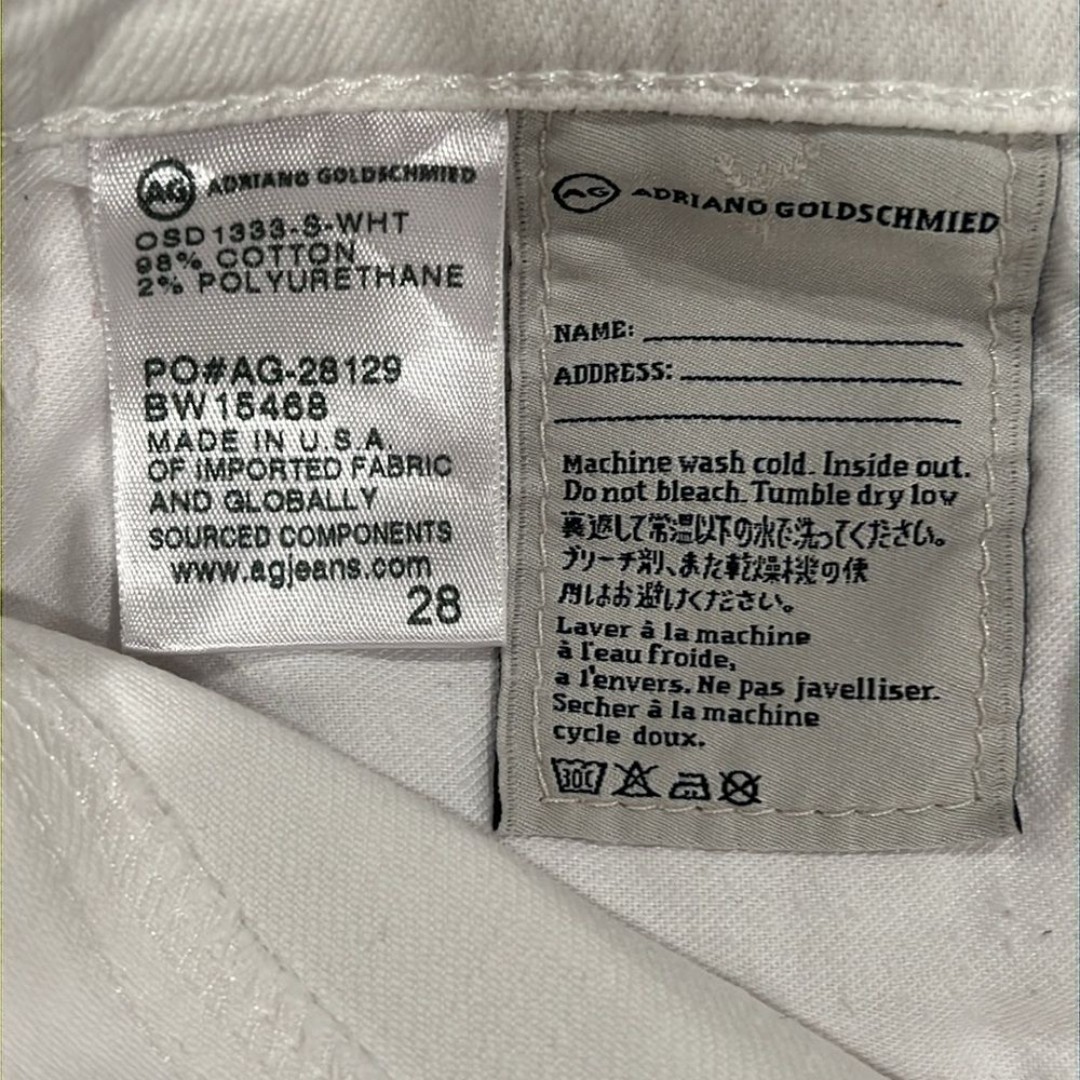 AG ADRIANO GOLDSCHMIED
OSD1333-S-WHT
98% COTTON
2% POLYURETHANE
PO#AG-28129
BW15468
MADE IN U.S.A.
OF IMPORTED FABRIC
AND GLOBALLY
SOURCED COMPONENTS
www.agjeans.com
28
AG ADRIANO GOLDSCHMIED
NAME:
ADDRESS:
Machine wash cold. Inside out.
Do not bleach. Tumble dry low
裏返して常温以下の水で洗ってください。
ブリーチ剤、また乾燥機の使
用はお避けください。
Laver à la machine
à l'eau froide,
a l'envers. Ne pas javelliser.
Secher à la machine
cycle doux.
30C